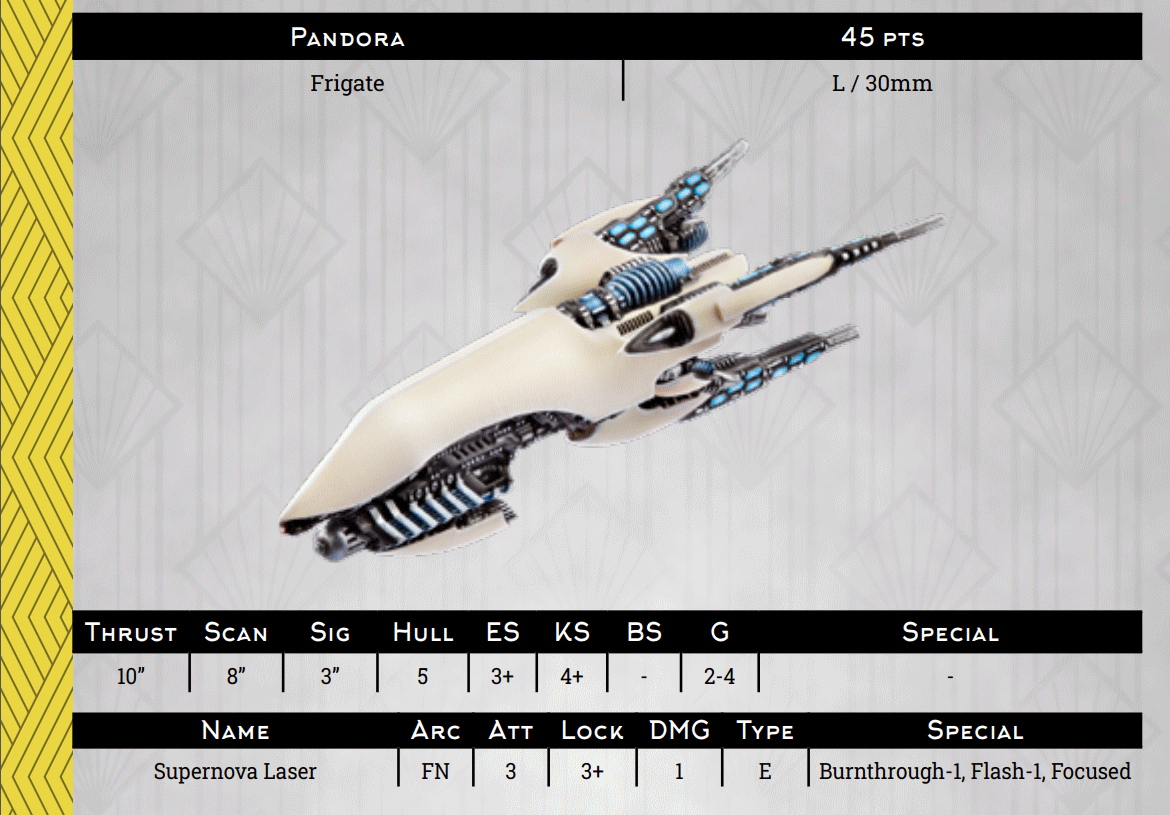 Pandora 45 pts
Frigate L / 30mm
Thrust Scan Sig Hull ES KS BS G Special
10” 8” 3” 5 3+ 4+ - 2-4 -
Name Arc Att Lock DMG Type Special
Supernova Laser FN 3 3+ 1 E Burnthrough-1, Flash-1, Focused